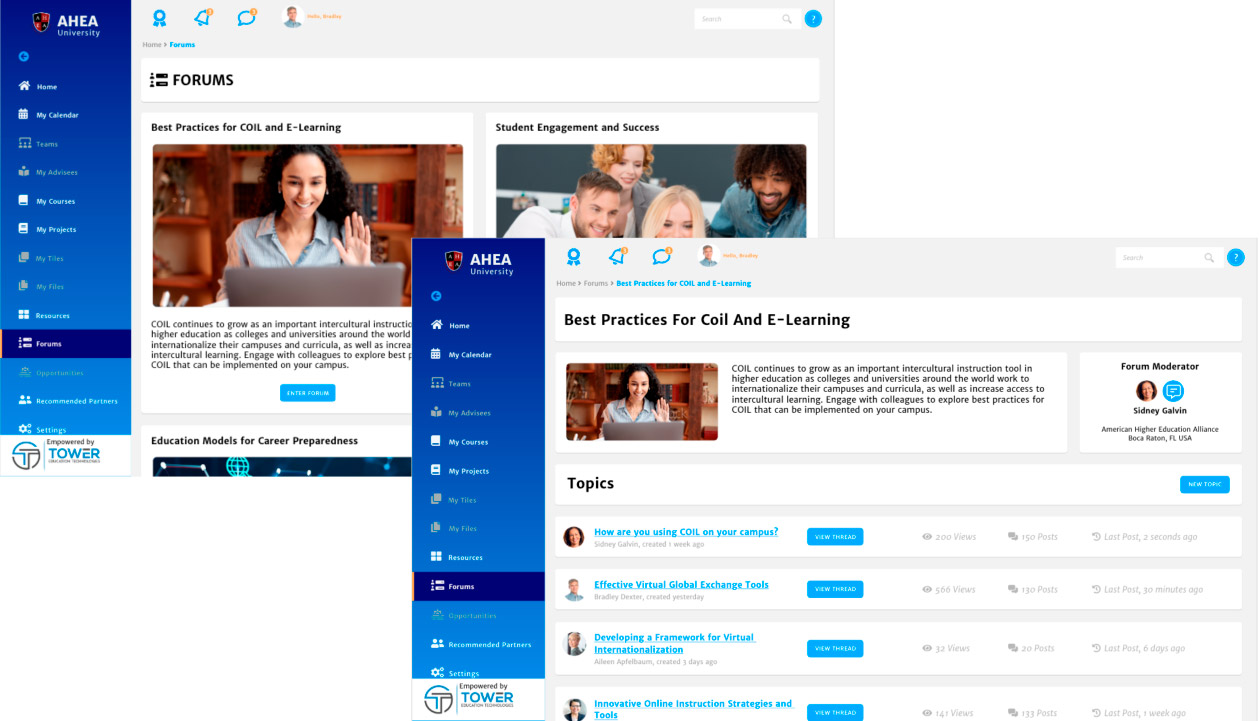 AHEA
University
Home
My Calendar
Teams
My Advisees
My Courses
My Projects
My Tiles
My Files
Resources
Forums
Opportunities
Recommended Partners
Settings
Empowered by
TOWER
EDUCATION TECHNOLOGIES
Hello, Bradley
Search
?
Home > Forums
FORUMS
Best Practices for COIL and E-Learning
COIL continues to grow as an important intercultural instructi
higher education as colleges and universities around the world
internationalize their campuses and curricula, as well as increa
intercultural learning. Engage with colleagues to explore best p
COIL that can be implemented on your campus.
ENTER FORUM
Student Engagement and Success
Education Models for Career Preparedness
AHEA
University
Home
My Calendar
Teams
My Advisees
My Courses
My Projects
My Tiles
My Files
Resources
Forums
Opportunities
Recommended Partners
Settings
Empowered by
TOWER
EDUCATION TECHNOLOGIES
Hello, Bradley
Search
?
Home > Forums > Best Practices for COIL and E-Learning
Best Practices For Coil And E-Learning
COIL continues to grow as an important intercultural instruction tool in
higher education as colleges and universities around the world work to
internationalize their campuses and curricula, as well as increase access to
intercultural learning. Engage with colleagues to explore best practices for
COIL that can be implemented on your campus.
Forum Moderator
Sidney Galvin
American Higher Education Alliance
Boca Raton, FL USA
Topics
NEW TOPIC
How are you using COIL on your campus?
Sidney Galvin, created 1 week ago
VIEW THREAD
200 Views
150 Posts
Last Post, 2 seconds ago
Effective Virtual Global Exchange Tools
Bradley Dexter, created yesterday
VIEW THREAD
566 Views
130 Posts
Last Post, 30 minutes ago
Developing a Framework for Virtual
Internationalization
Aileen Apfelbaum, created 3 days ago
VIEW THREAD
32 Views
20 Posts
Last Post, 6 days ago
Innovative Online Instruction Strategies and
Tools
VIEW THREAD
141 Views
133 Posts
Last Post, 1 week ago